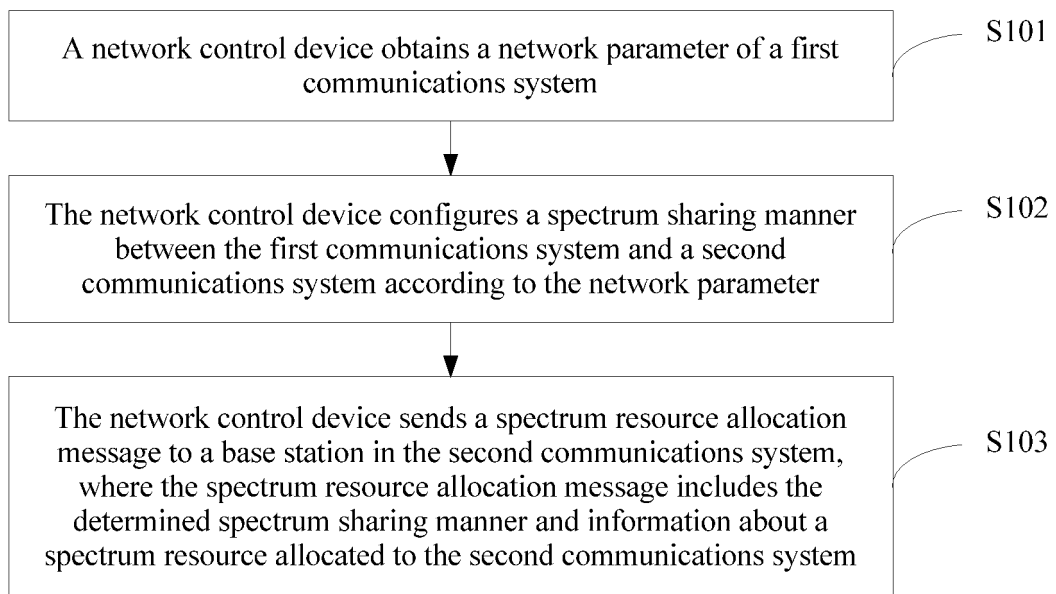 A network control device obtains a network parameter of a first
communications system
S101
The network control device configures a spectrum sharing manner
between the first communications system and a second
communications system according to the network parameter
S102
The network control device sends a spectrum resource allocation
message to a base station in the second communications system,
where the spectrum resource allocation message includes the
determined spectrum sharing manner and information about a
spectrum resource allocated to the second communications system
S103